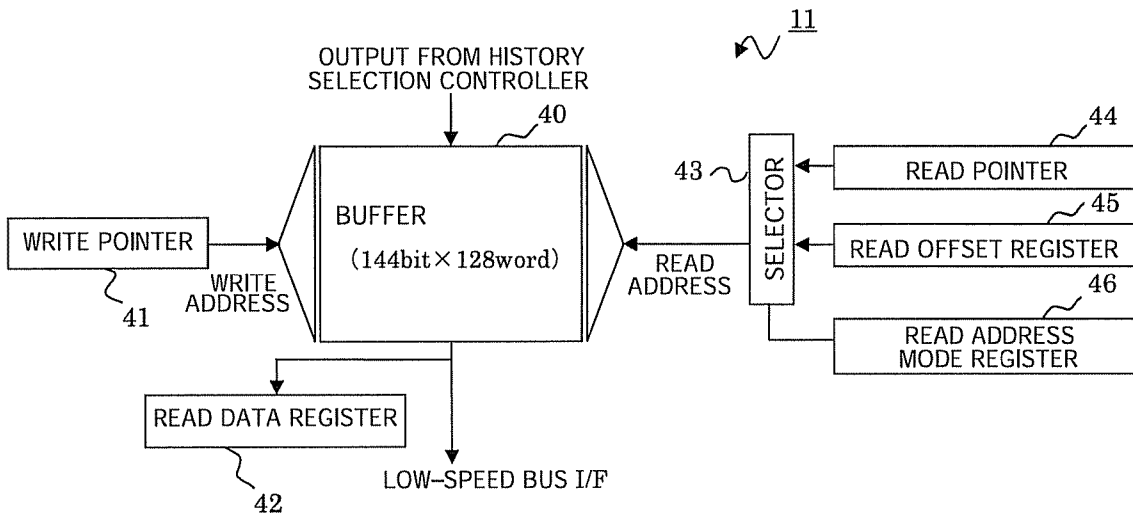 11
OUTPUT FROM HISTORY
SELECTION CONTROLLER
40
44
43
SELECTOR
READ POINTER
BUFFER
(144bit×128word)
45
WRITE POINTER
READ OFFSET REGISTER
WRITE
ADDRESS
READ
ADDRESS
41
46
READ ADDRESS
MODE REGISTER
READ DATA REGISTER
42
LOW-SPEED BUS I/F